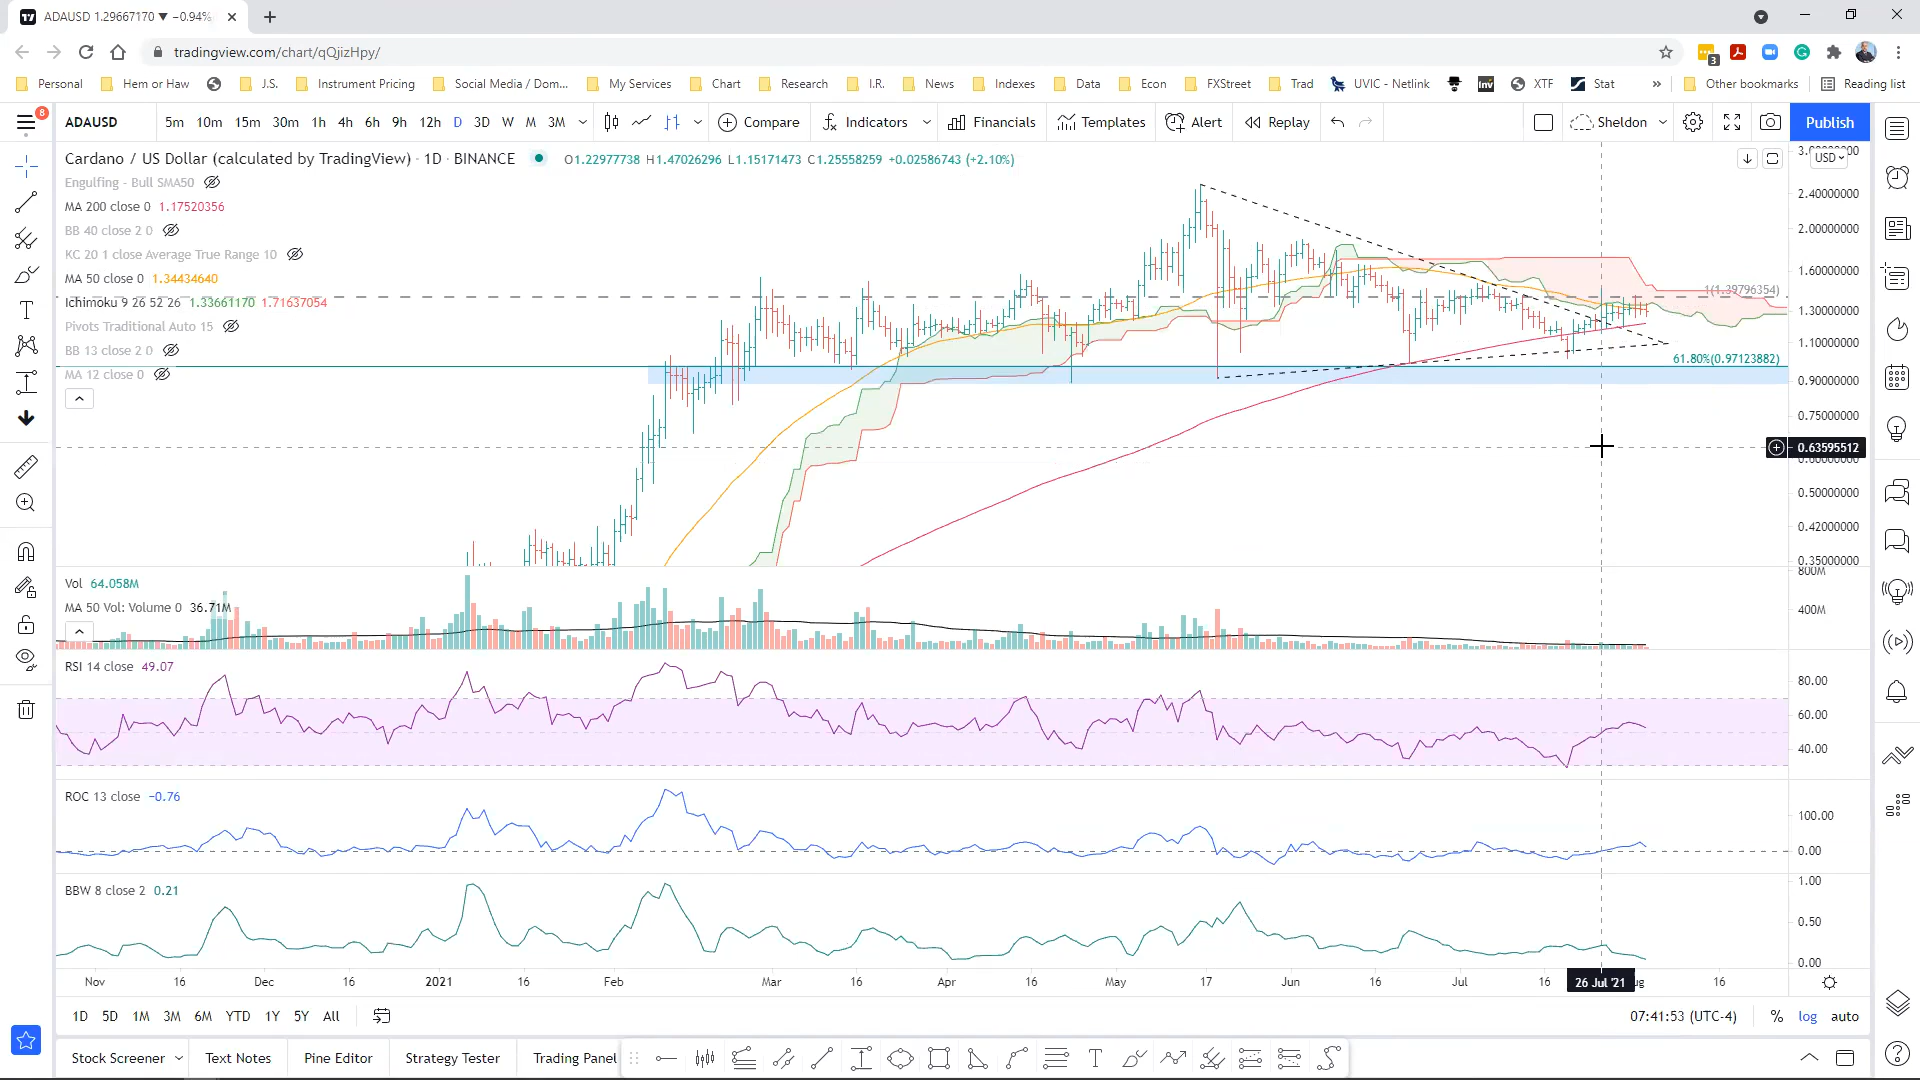 ADAUSD 1.29667170 ▼ −0.94%
tradingview.com/chart/qQjizHpy/
3
Personal Hem or Haw J.S. Instrument Pricing Social Media / Dom... My Services Chart Research I.R. News Indexes Data Econ FXStreet Trad UVIC - Netlink inv XTF Stat » Other bookmarks Reading list
8
ADAUSD 5m 10m 15m 30m 1h 4h 6h 9h 12h D 3D W M 3M Compare Indicators Financials Templates Alert Replay Sheldon Publish
Cardano / US Dollar (calculated by TradingView) · 1D · BINANCE O1.22977738 H1.47026296 L1.15171473 C1.25558259 +0.02586743 (+2.10%)
USD
Engulfing - Bull SMA50
MA 200 close 0 1.17520356
BB 40 close 2 0
KC 20 1 close Average True Range 10
MA 50 close 0 1.34434640
Ichimoku 9 26 52 26 1.33661170 1.71637054
Pivots Traditional Auto 15
BB 13 close 2 0
MA 12 close 0
1(1.39796354)
61.80%(0.97123882)
2.40000000
2.00000000
1.60000000
1.30000000
1.10000000
0.90000000
0.75000000
0.63595512
0.50000000
0.42000000
0.35000000
Vol 64.058M
MA 50 Vol: Volume 0 36.71M
800M
400M
RSI 14 close 49.07
80.00
60.00
40.00
ROC 13 close −0.76
100.00
0.00
BBW 8 close 2 0.21
1.00
0.50
0.00
Nov 16 Dec 16 2021 16 Feb Mar 16 Apr 16 May 17 Jun 16 Jul 16 26 Jul '21 16
1D 5D 1M 3M 6M YTD 1Y 5Y All 07:41:53 (UTC-4) % log auto
Stock Screener Text Notes Pine Editor Strategy Tester Trading Panel